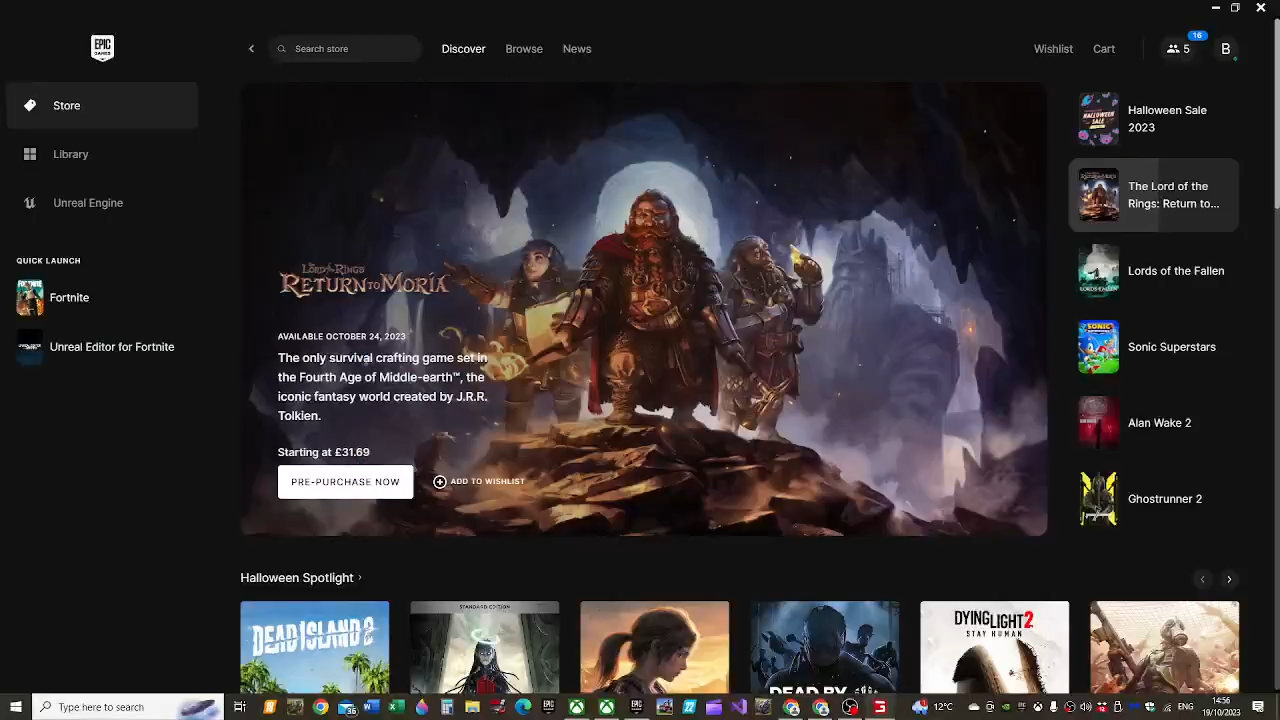 EPIC
GAMES
Search store
Discover
Browse
News
Wishlist
Cart
16
5
B
Store
Library
Unreal Engine
QUICK LAUNCH
Fortnite
Unreal Editor for Fortnite
THE LORD OF THE RINGS
RETURN TO MORIA
AVAILABLE OCTOBER 24, 2023
The only survival crafting game set in
the Fourth Age of Middle-earth™, the
iconic fantasy world created by J.R.R.
Tolkien.
Starting at £31.69
PRE-PURCHASE NOW
ADD TO WISHLIST
HALLOWEEN
SALE
Halloween Sale
2023
The Lord of the
Rings: Return to...
Lords of the Fallen
SONIC
Sonic Superstars
Alan Wake 2
Ghostrunner 2
Halloween Spotlight
DEAD ISLAND 2
STANDARD EDITION
DEAD BY
DYING LIGHT 2
STAY HUMAN
Type here to search
12°C
ENG
14:56
19/10/2023